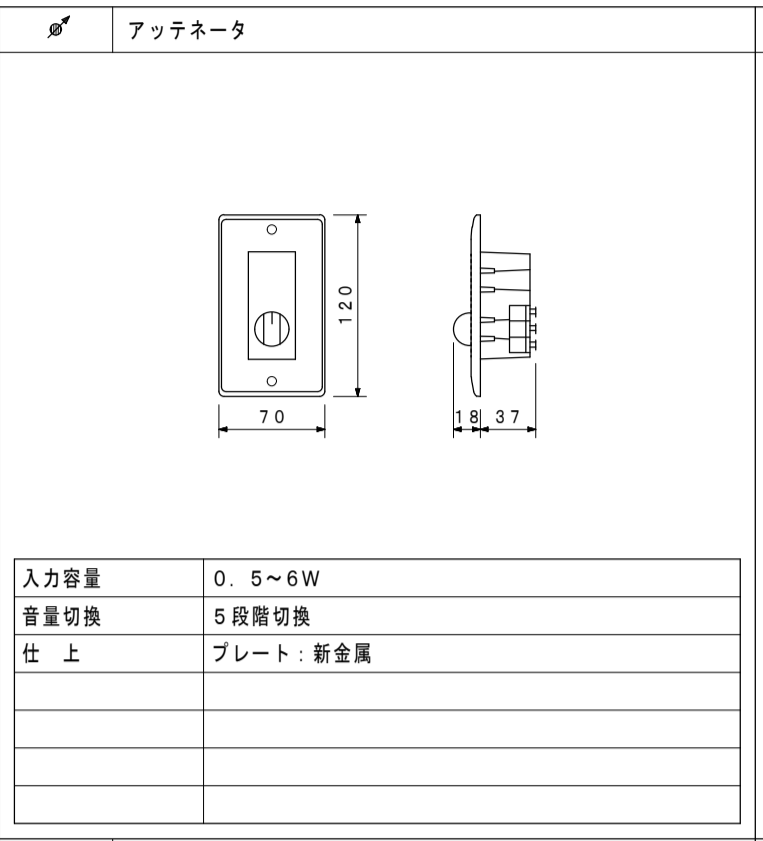 アッテネータ
120
70
18 37
入力容量 0.5~6W
音量切換 5段階切換
仕 上 プレート:新金属